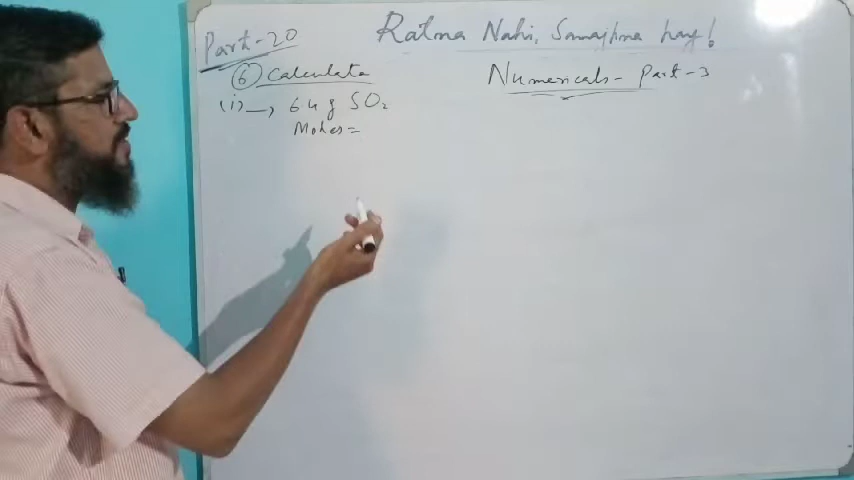 Part-20
Ratna Nahi, Samajhna hay!
⑥ Calculate
Numericals - Part-3
(i) → 64 g SO₂
Moles =